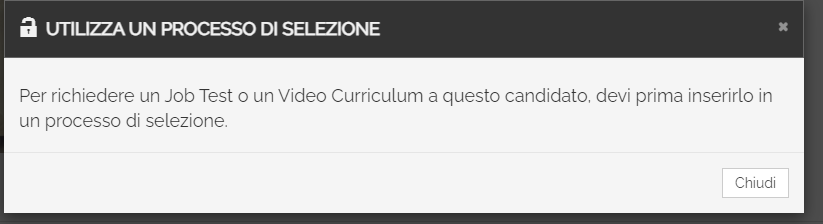 UTILIZZA UN PROCESSO DI SELEZIONE
Per richiedere un Job Test o un Video Curriculum a questo candidato, devi prima inserirlo in
un processo di selezione.
Chiudi